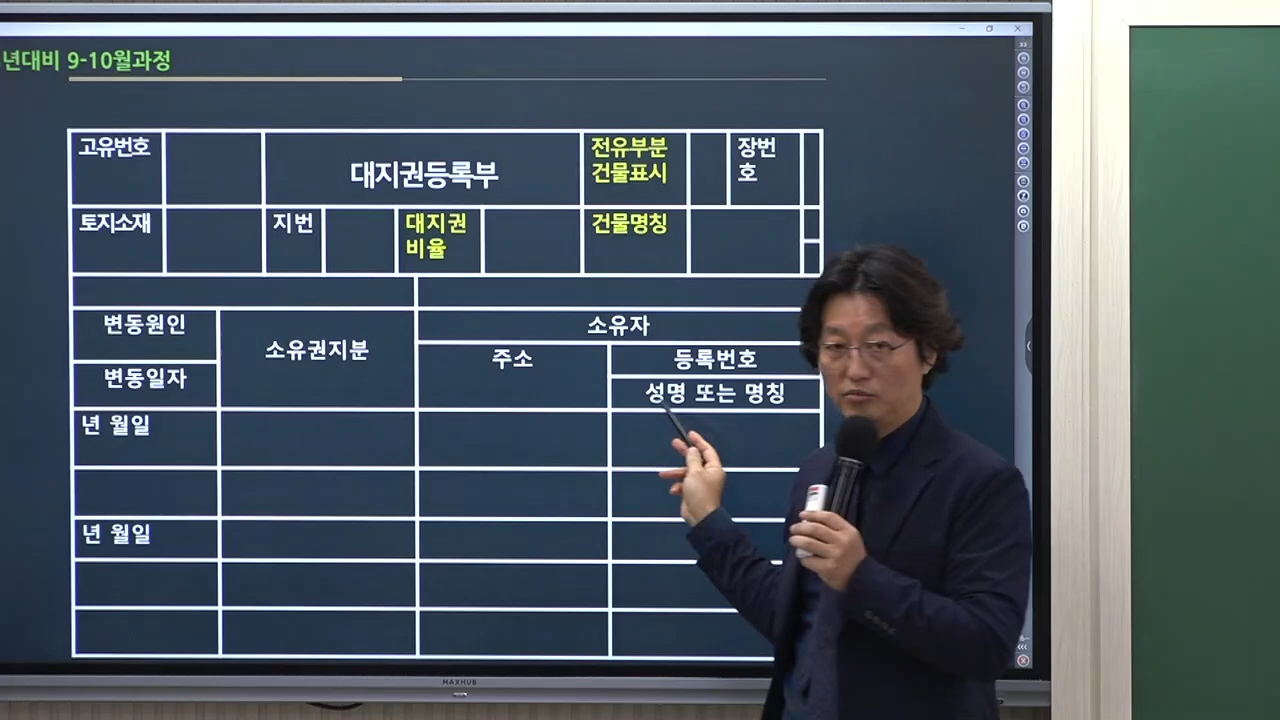 년대비 9-10월과정
고유번호
대지권등록부
전유부분
건물표시
장번
호
토지소재
지번
대지권
비율
건물명칭
변동원인
소유권지분
소유자
변동일자
주소
등록번호
성명 또는 명칭
년 월일
년 월일
MAXHUB